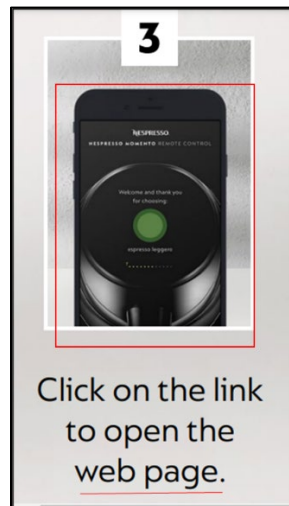 3
NESPRESSO
NESPRESSO MOMENTO REMOTE CONTROL
Welcome and thank you
for choosing
espresso leggero
Click on the link
to open the
web page.